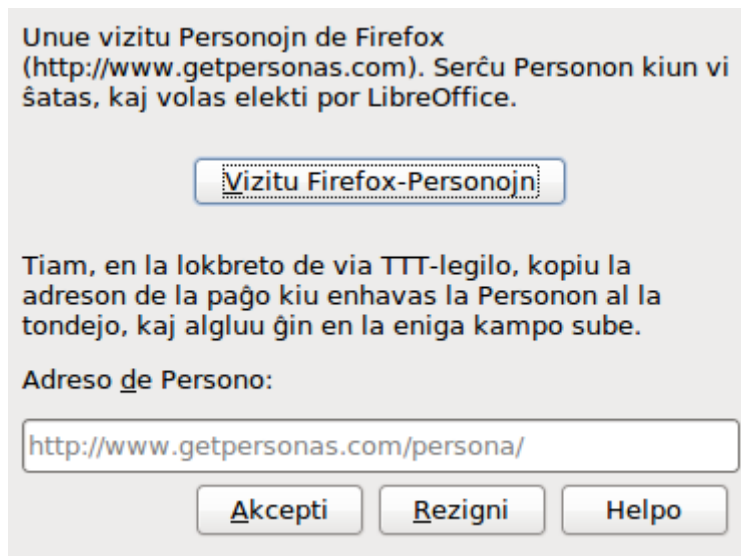 Unue vizitu Personojn de Firefox
(http://www.getpersonas.com). Serĉu Personon kiun vi
ŝatas, kaj volas elekti por LibreOffice.
Vizitu Firefox-Personojn
Tiam, en la lokbreto de via TTT-legilo, kopiu la
adreson de la paĝo kiu enhavas la Personon al la
tondejo, kaj algluu ĝin en la eniga kampo sube.
Adreso de Persono:
http://www.getpersonas.com/persona/
Akcepti Rezigni Helpo